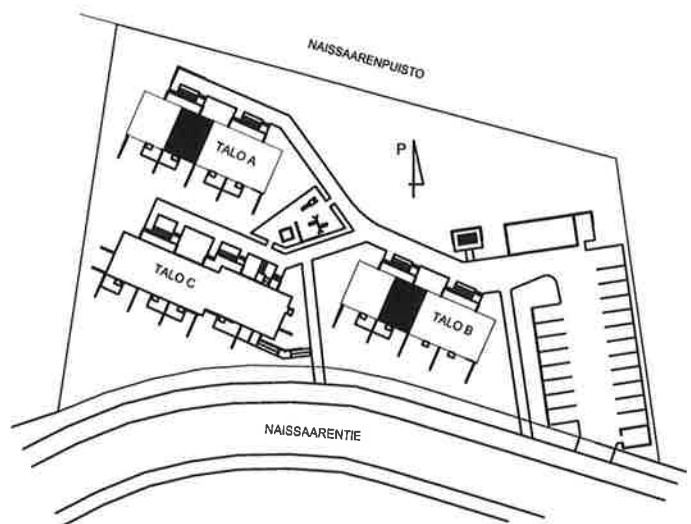 NAISSAARENPUISTO
P
TALO A
TALO C
TALO B
NAISSAARENTIE